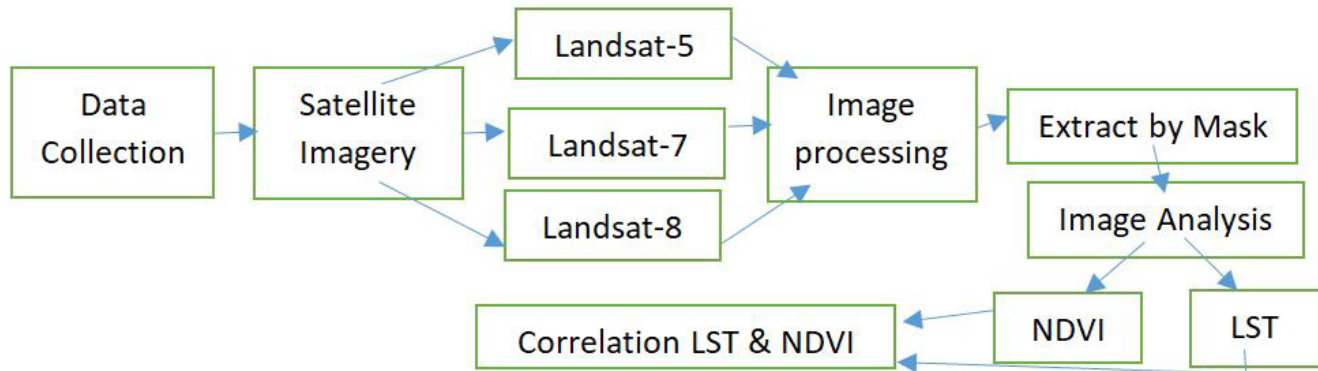 Data
Collection
Satellite
Imagery
Landsat-5
Landsat-7
Landsat-8
Image
processing
Extract by Mask
Image Analysis
NDVI
LST
Correlation LST & NDVI